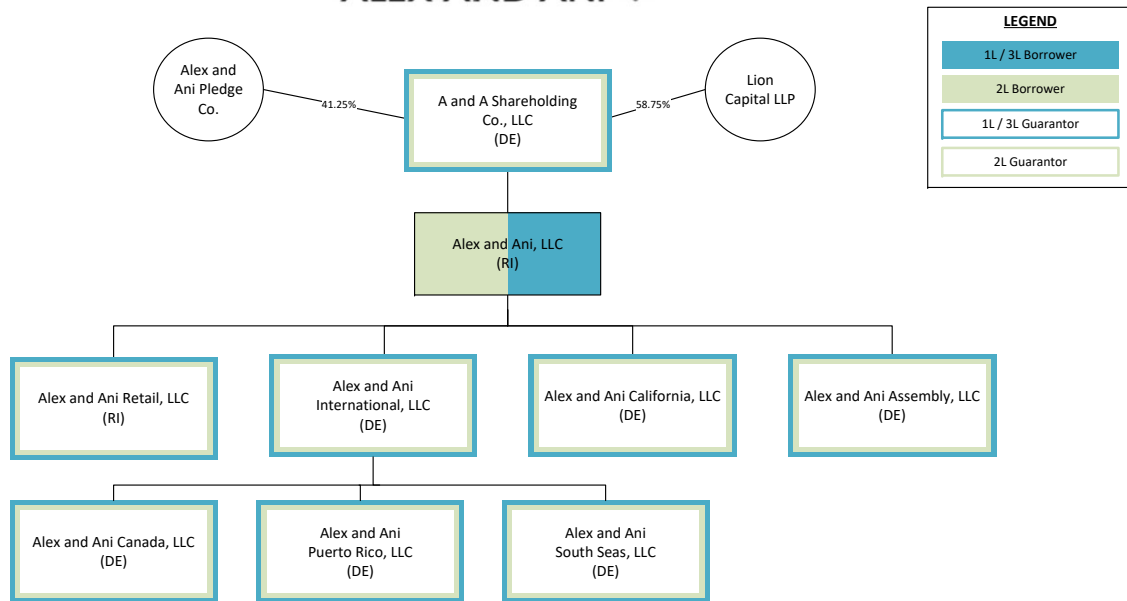 LEGEND
1L / 3L Borrower
2L Borrower
1L / 3L Guarantor
2L Guarantor
Alex and
Ani Pledge
Co.
41.25%
A and A Shareholding
Co., LLC
(DE)
58.75%
Lion
Capital LLP
Alex and Ani, LLC
(RI)
Alex and Ani Retail, LLC
(RI)
Alex and Ani
International, LLC
(DE)
Alex and Ani California, LLC
(DE)
Alex and Ani Assembly, LLC
(DE)
Alex and Ani Canada, LLC
(DE)
Alex and Ani
Puerto Rico, LLC
(DE)
Alex and Ani
South Seas, LLC
(DE)